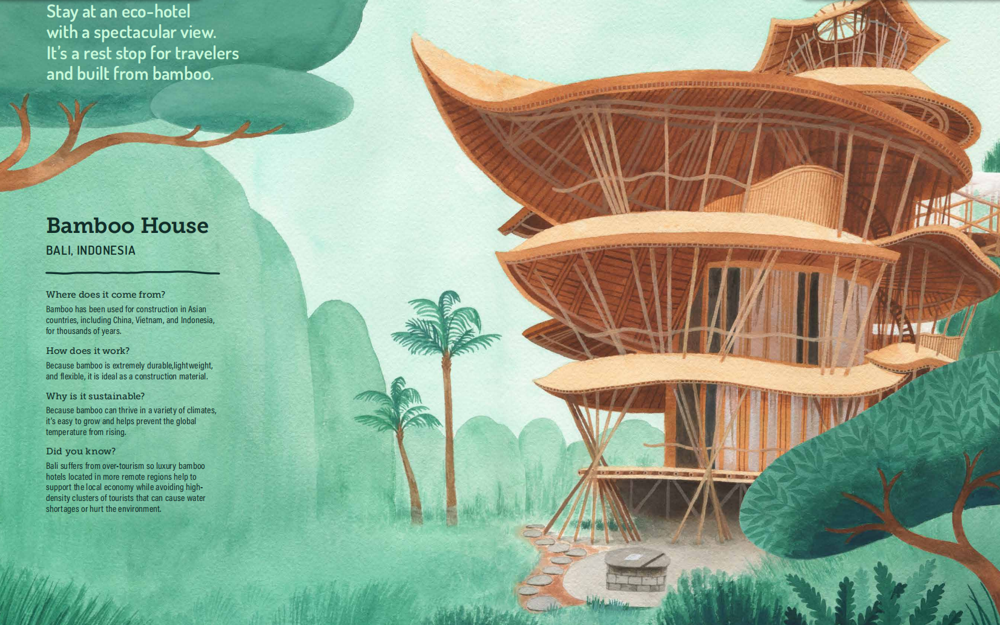 Stay at an eco-hotel
with a spectacular view.
It's a rest stop for travelers
and built from bamboo.
Bamboo House
BALI, INDONESIA
Where does it come from?
Bamboo has been used for construction in Asian
countries, including China, Vietnam, and Indonesia,
for thousands of years.
How does it work?
Because bamboo is extremely durable,lightweight,
and flexible, it is ideal as a construction material.
Why is it sustainable?
Because bamboo can thrive in a variety of climates,
it's easy to grow and helps prevent the global
temperature from rising.
Did you know?
Bali suffers from over-tourism so luxury bamboo
hotels located in more remote regions help to
support the local economy while avoiding high-
density clusters of tourists that can cause water
shortages or hurt the environment.